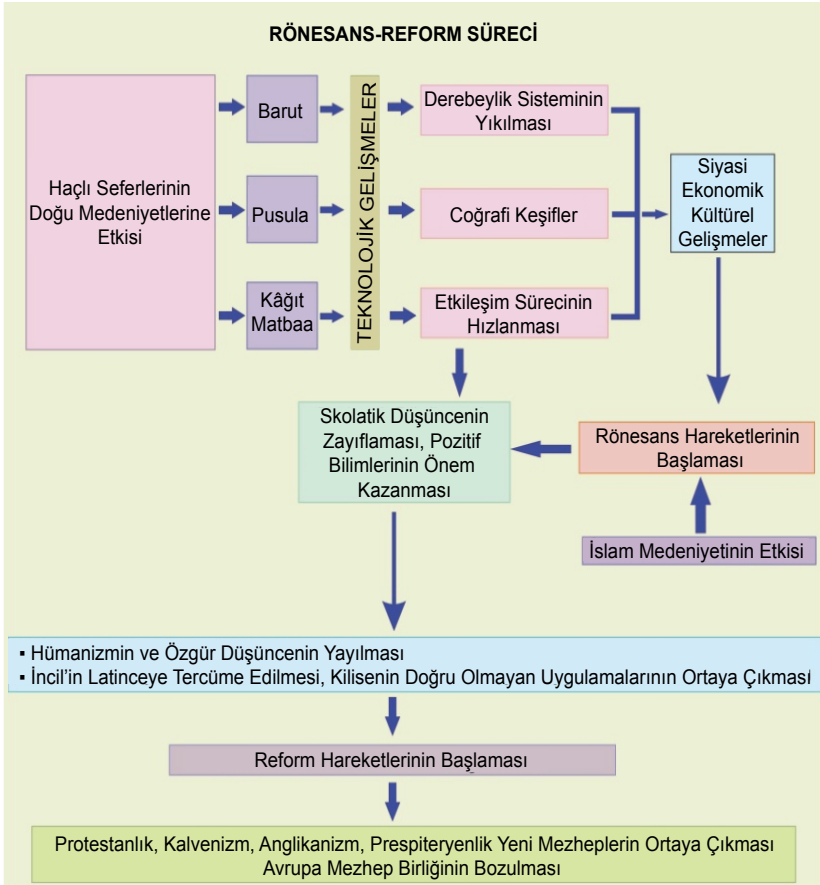 RÖNESANS-REFORM SÜRECİ
Haçlı Seferlerinin
Doğu Medeniyetlerine
Etkisi
Barut
Pusula
Kâğıt
Matbaa
TEKNOLOJİK GELİŞMELER
Derebeylik Sisteminin
Yıkılması
Coğrafi Keşifler
Etkileşim Sürecinin
Hızlanması
Siyasi
Ekonomik
Kültürel
Gelişmeler
Skolatik Düşüncenin
Zayıflaması, Pozitif
Bilimlerinin Önem
Kazanması
Rönesans Hareketlerinin
Başlaması
İslam Medeniyetinin Etkisi
▪ Hümanizmin ve Özgür Düşüncenin Yayılması
▪ İncil’in Latinceye Tercüme Edilmesi, Kilisenin Doğru Olmayan Uygulamalarının Ortaya Çıkması
Reform Hareketlerinin Başlaması
Protestanlık, Kalvenizm, Anglikanizm, Prespiteryenlik Yeni Mezheplerin Ortaya Çıkması
Avrupa Mezhep Birliğinin Bozulması